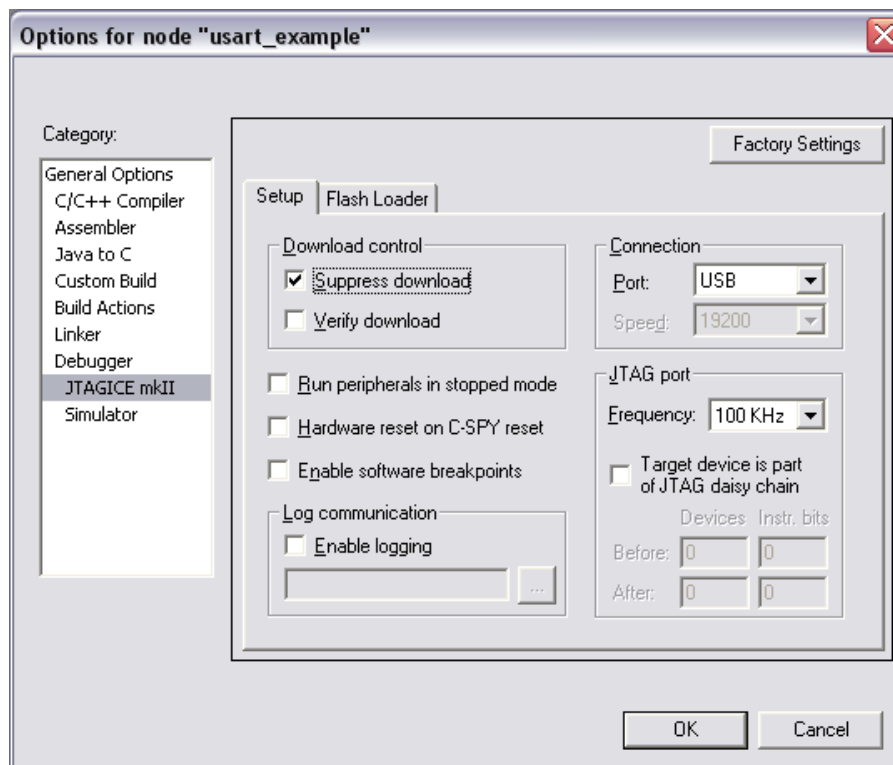 Options for node "usart_example"
Category:
General Options
C/C++ Compiler
Assembler
Java to C
Custom Build
Build Actions
Linker
Debugger
JTAGICE mkII
Simulator
Factory Settings
Setup
Flash Loader
Download control
Suppress download
Verify download
Run peripherals in stopped mode
Hardware reset on C-SPY reset
Enable software breakpoints
Log communication
Enable logging
...
Connection
Port: USB
Speed: 19200
JTAG port
Frequency: 100 KHz
Target device is part
of JTAG daisy chain
Devices Instr. bits
Before: 0 0
After: 0 0
OK Cancel